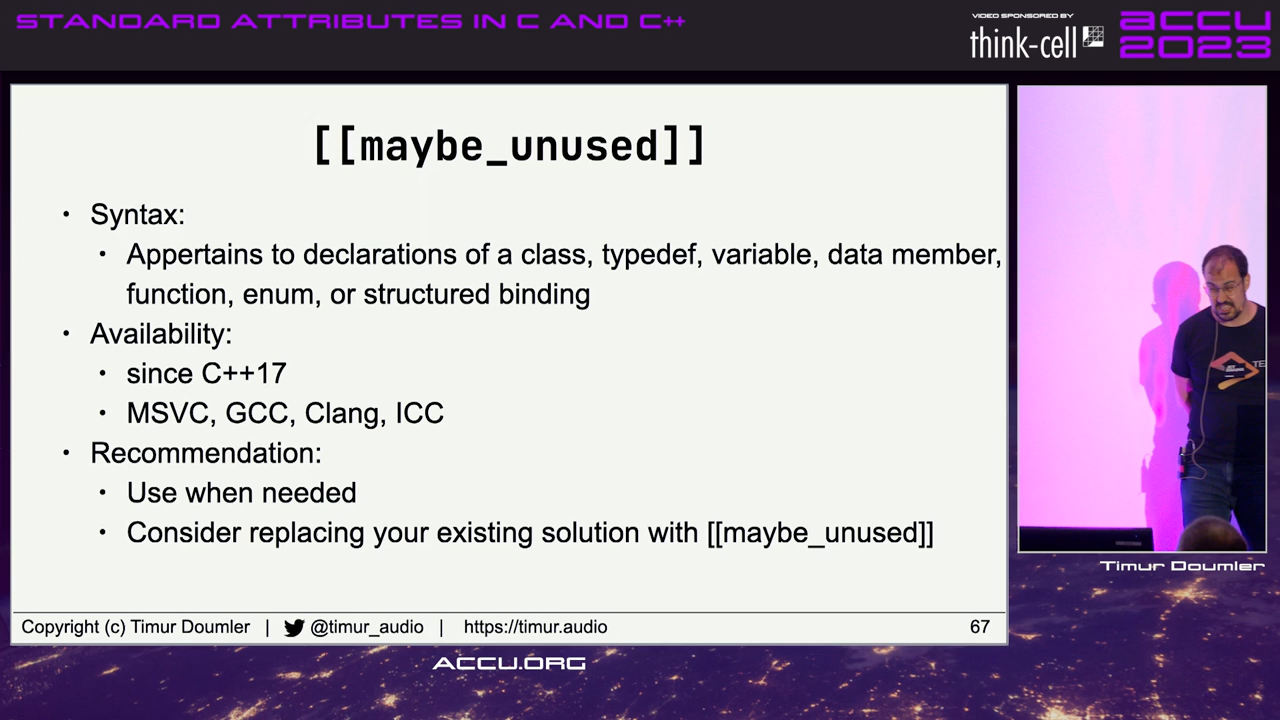 STANDARD ATTRIBUTES IN C AND C++
VIDEO SPONSORED BY
think-cell
ACCU
2023
[[maybe_unused]]
• Syntax:
• Appertains to declarations of a class, typedef, variable, data member,
function, enum, or structured binding
• Availability:
• since C++17
• MSVC, GCC, Clang, ICC
• Recommendation:
• Use when needed
• Consider replacing your existing solution with [[maybe_unused]]
Copyright (c) Timur Doumler | @timur_audio | https://timur.audio 67
Timur Doumler
ACCU.ORG